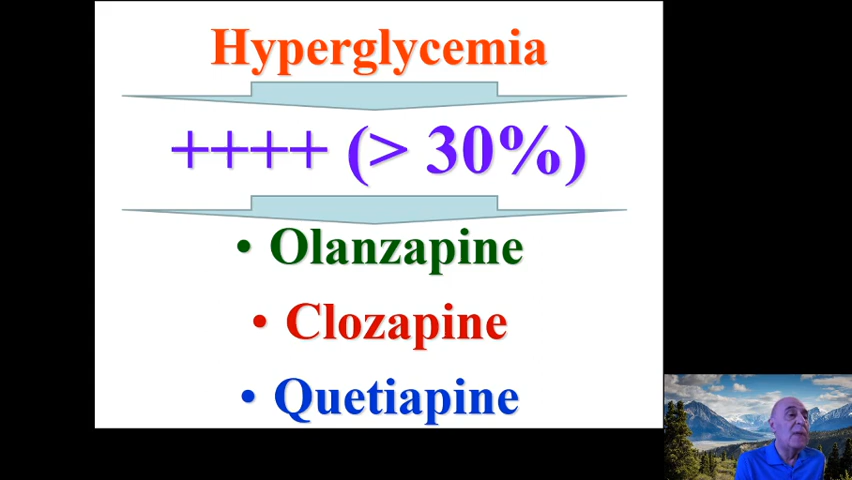 Hyperglycemia
++++ (> 30%)
• Olanzapine
• Clozapine
• Quetiapine